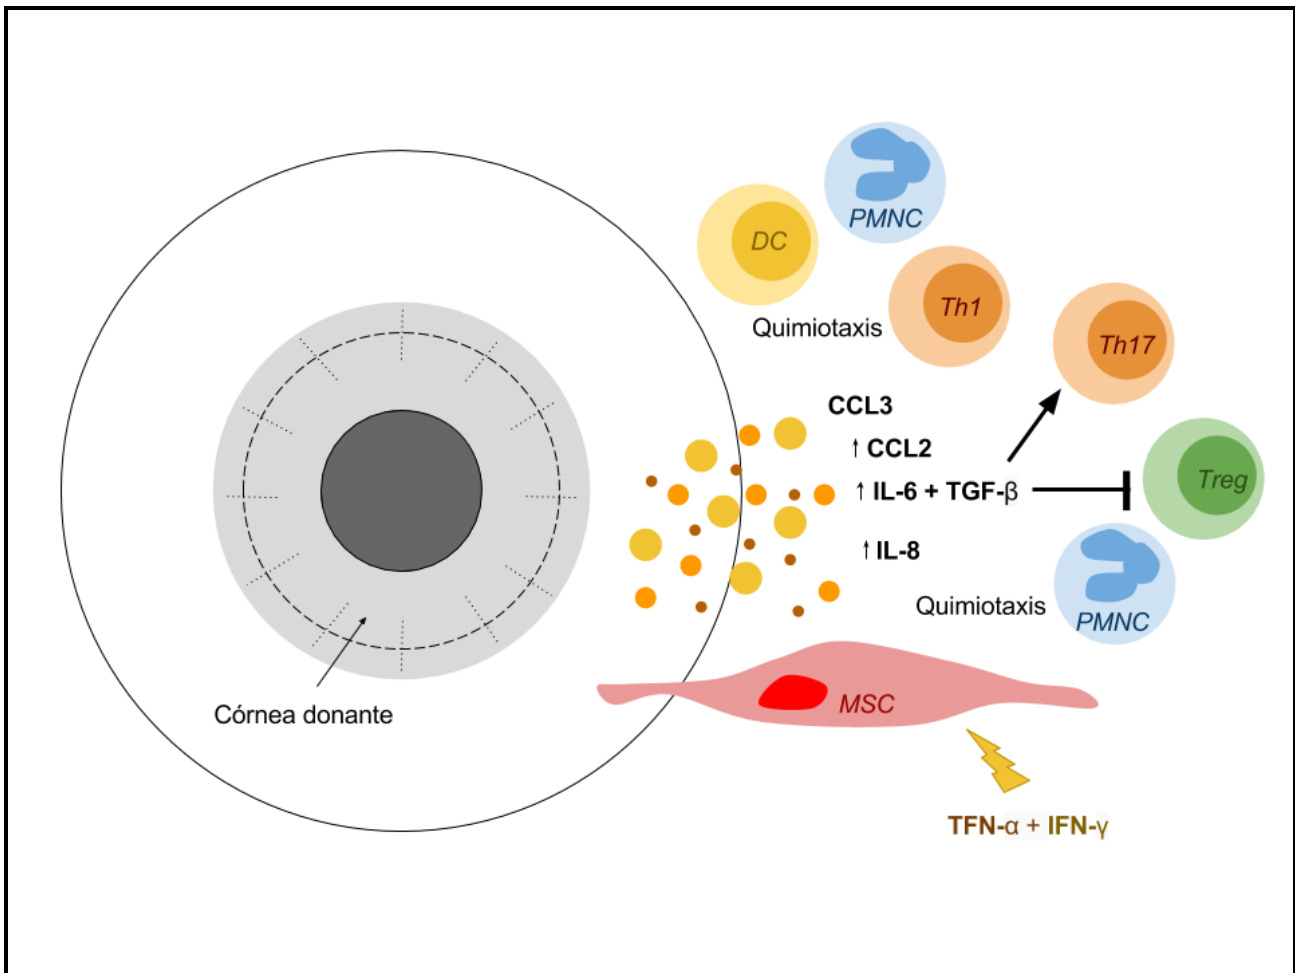 PMNC
DC
Th1
Quimiotaxis
Th17
CCL3
↑ CCL2
↑ IL-6 + TGF-β
Treg
↑ IL-8
Quimiotaxis
PMNC
MSC
Córnea donante
TFN-α + IFN-γ